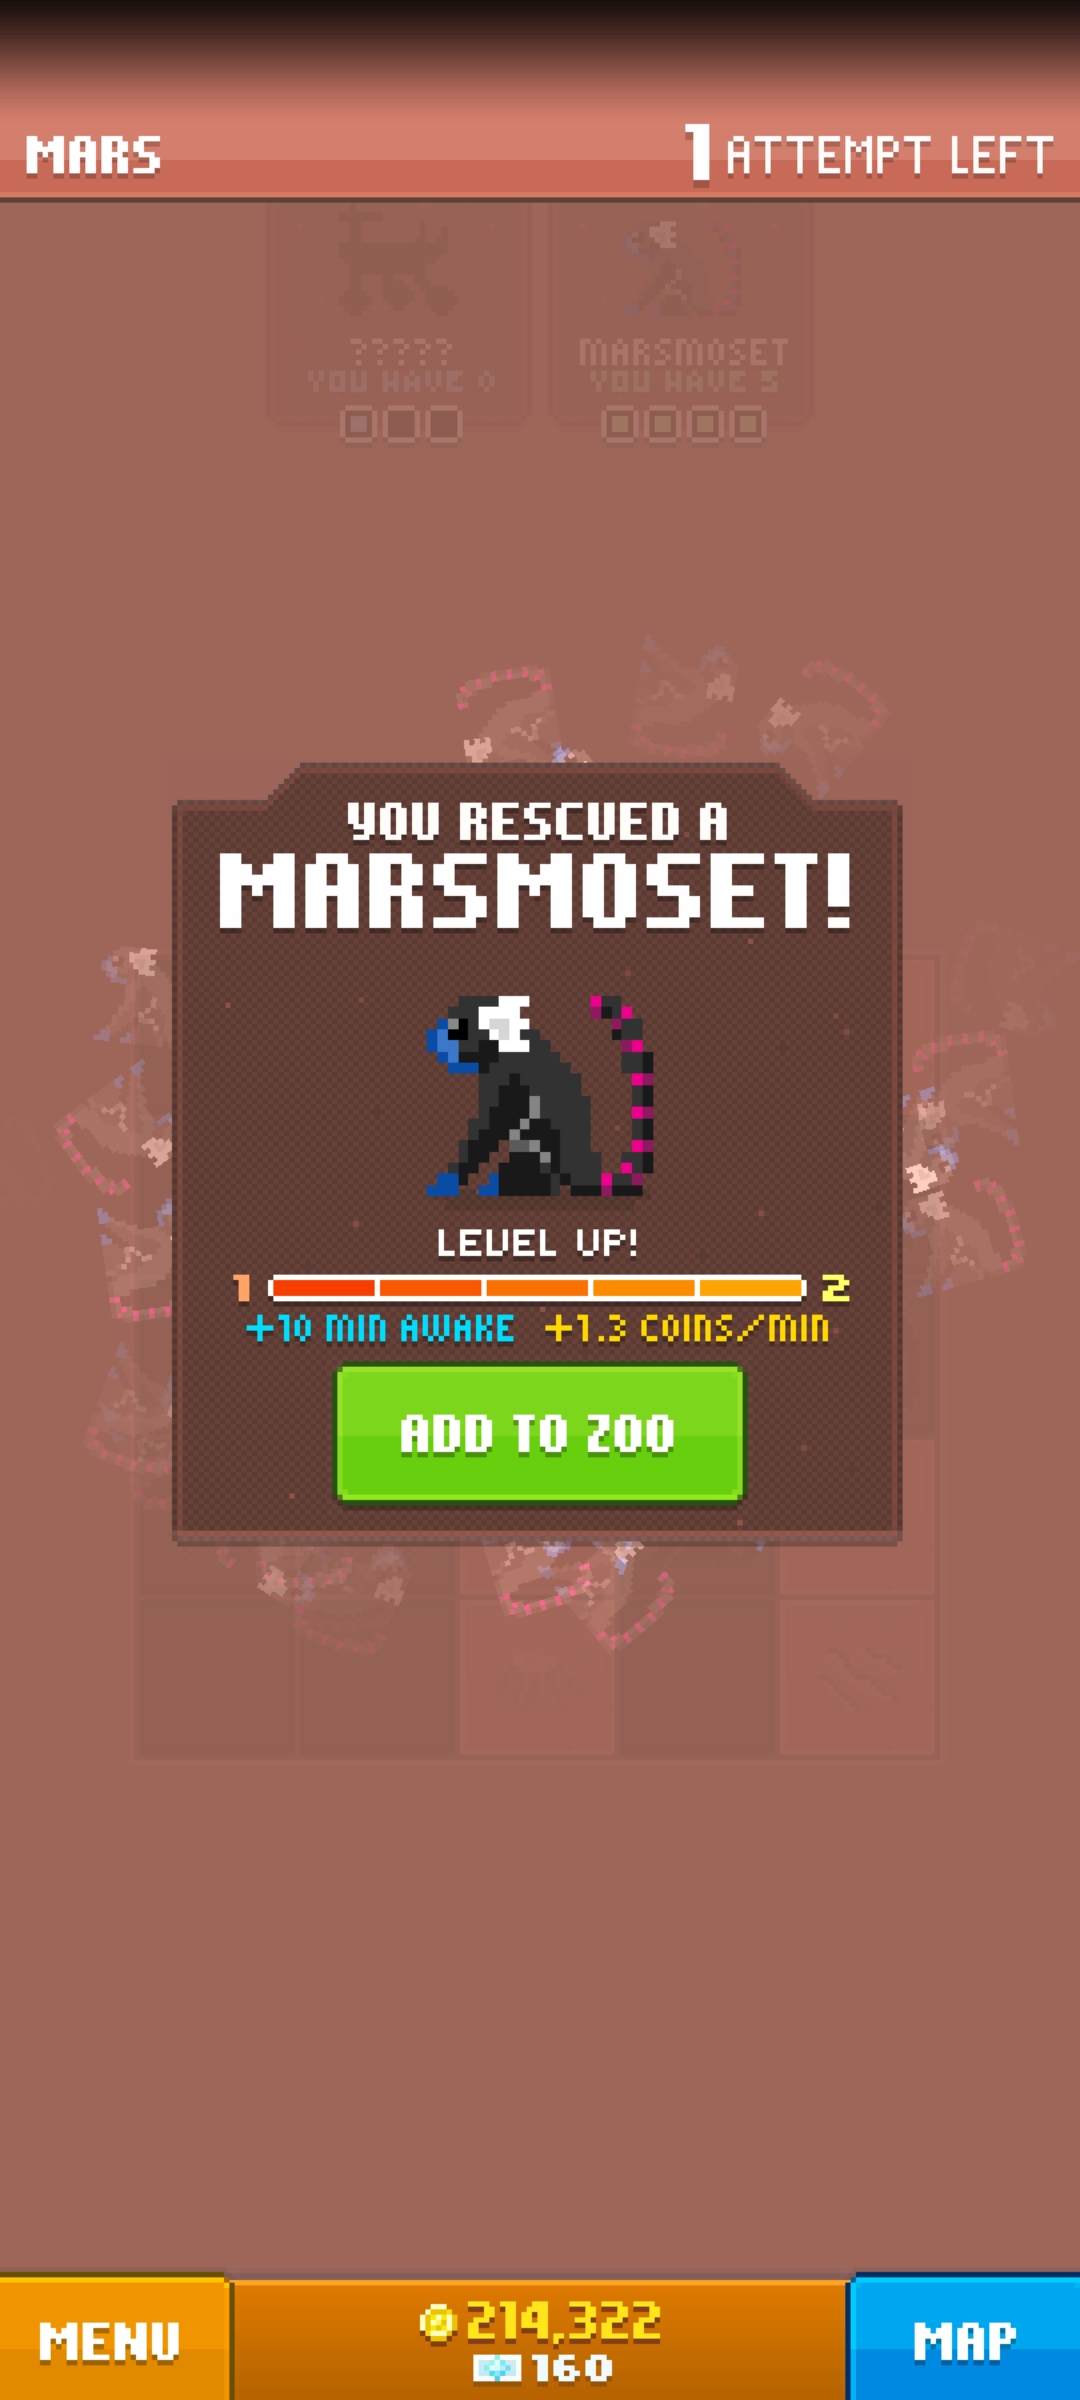 MARS
1 ATTEMPT LEFT
?????
YOU HAVE 0
MARSMOSET
YOU HAVE 5
YOU RESCUED A
MARSMOSET!
LEVEL UP!
1 2
+10 MIN AWAKE +1.3 COINS/MIN
ADD TO ZOO
MENU
214,322
160
MAP